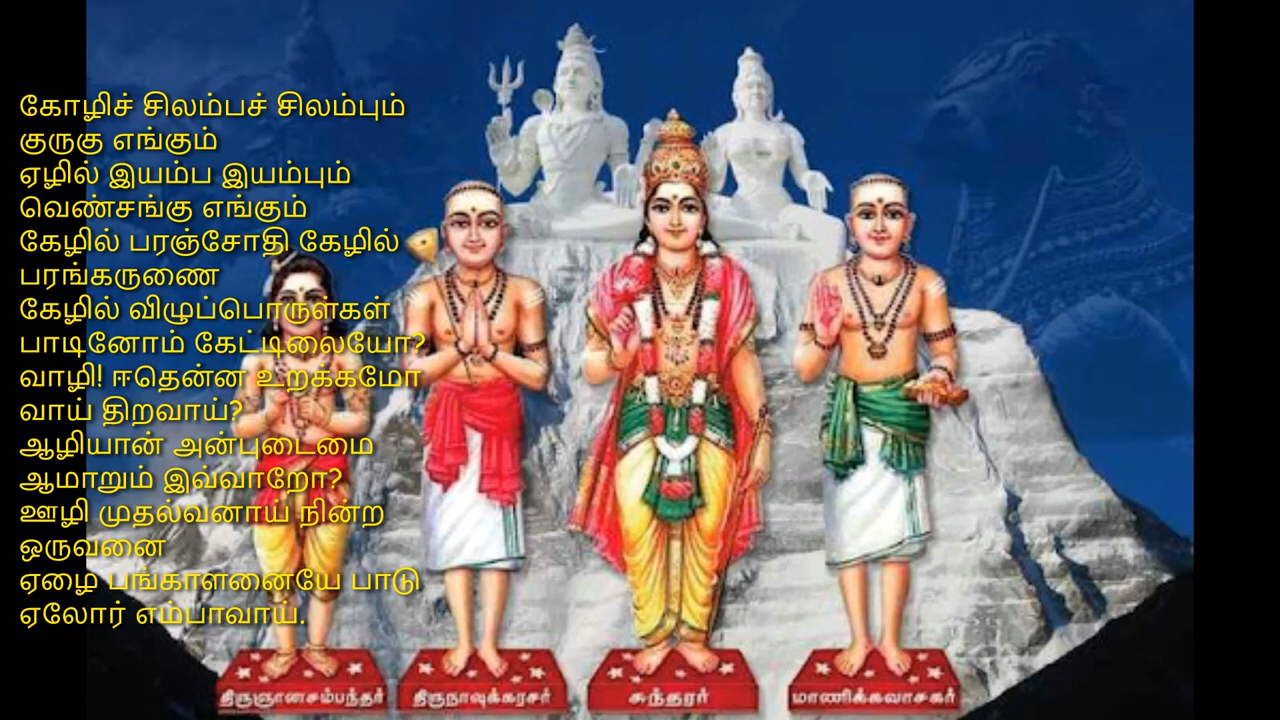 கோழிச் சிலம்பச் சிலம்பும்
குருகு எங்கும்
ஏழில் இயம்ப இயம்பும்
வெண்சங்கு எங்கும்
கேழில் பரஞ்சோதி கேழில்
பரங்கருணை
கேழில் விழுப்பொருள்கள்
பாடினோம் கேட்டிலையோ?
வாழி! ஈதென்ன உறக்கமோ
வாய் திறவாய்?
ஆழியான் அன்புடைமை
ஆமாறும் இவ்வாறோ?
ஊழி முதல்வனாய் நின்ற
ஒருவனை
ஏழை பங்காளனையே பாடு
ஏலோர் எம்பாவாய்.
திருஞானசம்பந்தர் திருநாவுக்கரசர் சுந்தரர் மாணிக்கவாசகர்